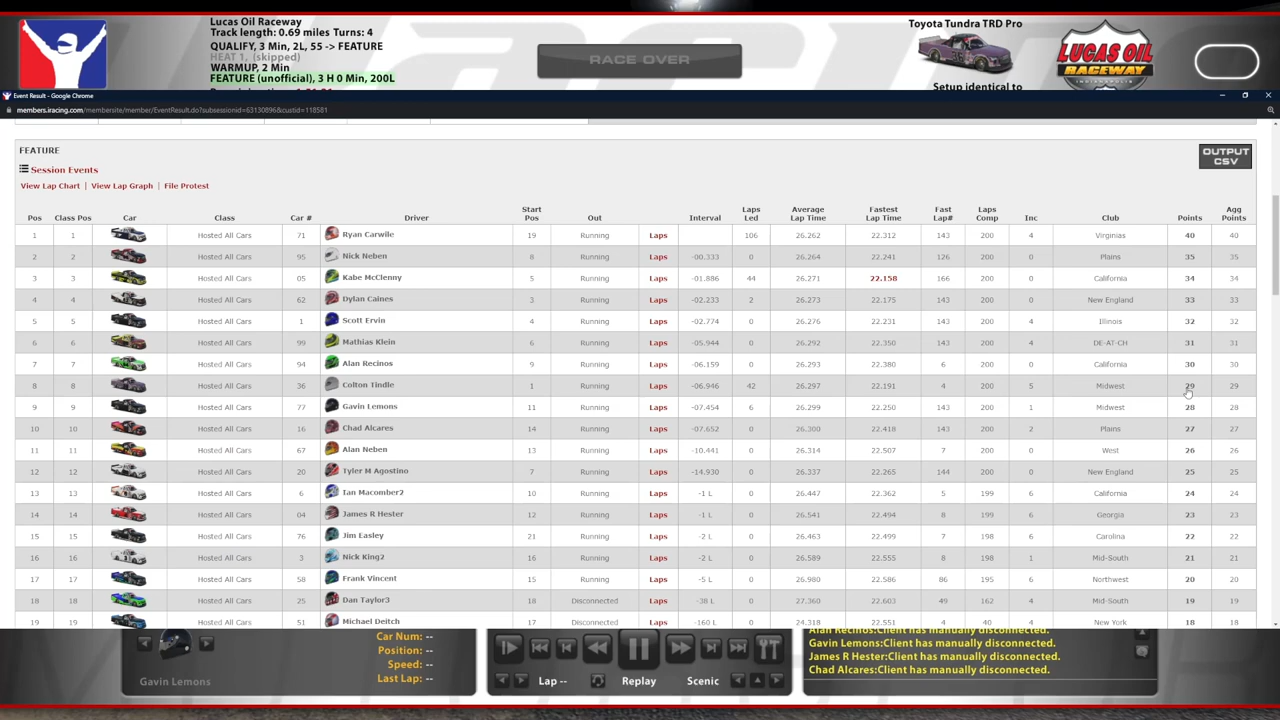 Lucas Oil Raceway
Track length: 0.69 miles Turns: 4
QUALIFY, 3 Min, 2L, 55 -> FEATURE
HEAT 1, (skipped)
WARMUP, 2 Min
FEATURE (unofficial), 3 H 0 Min, 200L
RACE OVER
Toyota Tundra TRD Pro
Setup identical to
LUCAS OIL
RACEWAY
INDIANAPOLIS
Event Result - Google Chrome
members.iracing.com/membersite/member/EventResult.do?subsessionid=63130896&custid=118581
FEATURE
OUTPUT CSV
Session Events
View Lap Chart | View Lap Graph | File Protest
Pos Class Pos Car Class Car # Driver Start Pos Out Interval Laps Led Average Lap Time Fastest Lap Time Fast Lap# Laps Comp Inc Club Points Agg Points
1 1 Hosted All Cars 71 Ryan Carwile 19 Running Laps 106 26.262 22.312 143 200 4 Virginias 40 40
2 2 Hosted All Cars 95 Nick Neben 8 Running Laps -00.333 0 26.264 22.241 126 200 0 Plains 35 35
3 3 Hosted All Cars 05 Kabe McClenny 5 Running Laps -01.886 44 26.271 22.158 166 200 0 California 34 34
4 4 Hosted All Cars 62 Dylan Caines 3 Running Laps -02.233 2 26.273 22.175 143 200 0 New England 33 33
5 5 Hosted All Cars 1 Scott Ervin 4 Running Laps -02.774 0 26.276 22.231 143 200 4 Illinois 32 32
6 6 Hosted All Cars 99 Mathias Klein 6 Running Laps -05.944 0 26.292 22.350 143 200 4 DE-AT-CH 31 31
7 7 Hosted All Cars 94 Alan Recinos 9 Running Laps -06.159 0 26.293 22.380 6 200 0 California 30 30
8 8 Hosted All Cars 36 Colton Tindle 1 Running Laps -06.946 42 26.297 22.191 4 200 5 Midwest 29 29
9 9 Hosted All Cars 77 Gavin Lemons 11 Running Laps -07.454 6 26.299 22.250 143 200 1 Midwest 28 28
10 10 Hosted All Cars 16 Chad Alcares 14 Running Laps -07.652 0 26.300 22.418 143 200 2 Plains 27 27
11 11 Hosted All Cars 67 Alan Neben 13 Running Laps -10.441 0 26.314 22.507 7 200 0 West 26 26
12 12 Hosted All Cars 20 Tyler M Agostino 7 Running Laps -14.930 0 26.337 22.265 144 200 0 New England 25 25
13 13 Hosted All Cars 6 Ian Macomber2 10 Running Laps -1 L 0 26.447 22.362 5 199 6 California 24 24
14 14 Hosted All Cars 04 James R Hester 12 Running Laps -1 L 0 26.541 22.494 8 199 6 Georgia 23 23
15 15 Hosted All Cars 76 Jim Easley 21 Running Laps -2 L 0 26.463 22.499 7 198 6 Carolina 22 22
16 16 Hosted All Cars 3 Nick King2 16 Running Laps -2 L 0 26.589 22.555 8 198 1 Mid-South 21 21
17 17 Hosted All Cars 58 Frank Vincent 15 Running Laps -5 L 0 26.980 22.586 86 195 6 Northwest 20 20
18 18 Hosted All Cars 25 Dan Taylor3 18 Disconnected Laps -38 L 0 27.360 22.603 49 162 4 Mid-South 19 19
19 19 Hosted All Cars 51 Michael Deitch 17 Disconnected Laps -160 L 0 24.318 22.551 4 40 4 New York 18 18
Gavin Lemons
Car Num: --
Position: --
Speed: --
Last Lap: --
Lap --
Replay
Scenic
Alan Recinos:Client has manually disconnected.
Gavin Lemons:Client has manually disconnected.
James R Hester:Client has manually disconnected.
Chad Alcares:Client has manually disconnected.